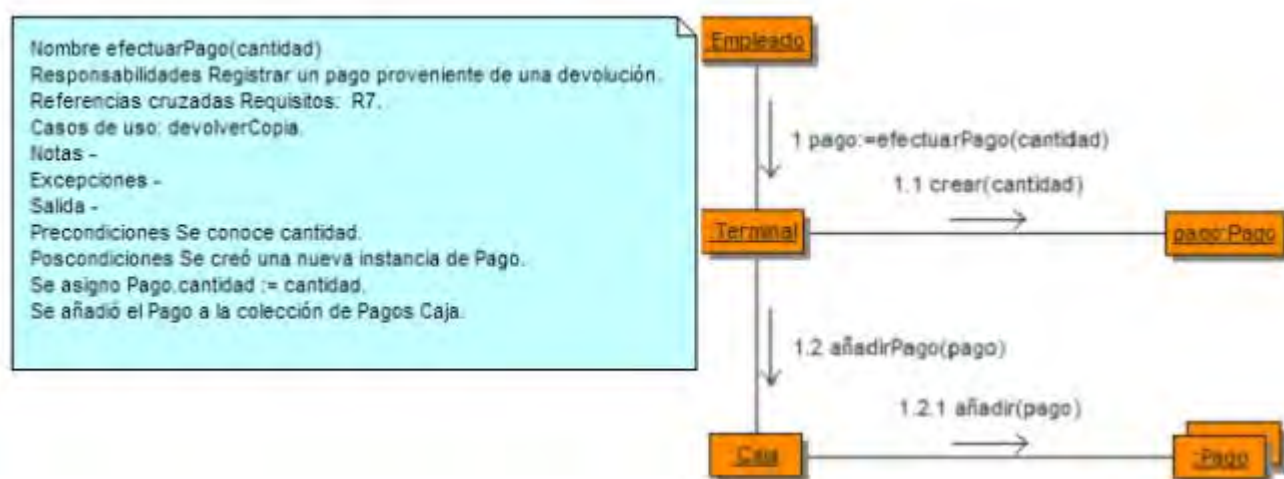 Nombre efectuarPago(cantidad)
Responsabilidades Registrar un pago proveniente de una devolución.
Referencias cruzadas Requisitos: R7.
Casos de uso: devolverCopia.
Notas -
Excepciones -
Salida -
Precondiciones Se conoce cantidad.
Poscondiciones Se creó una nueva instancia de Pago.
Se asigno Pago.cantidad := cantidad.
Se añadió el Pago a la colección de Pagos Caja.
:Empleado
1 pago:=efectuarPago(cantidad)
1.1 crear(cantidad)
:Terminal
pago:Pago
1.2 añadirPago(pago)
1.2.1 añadir(pago)
:Caja
:Pago